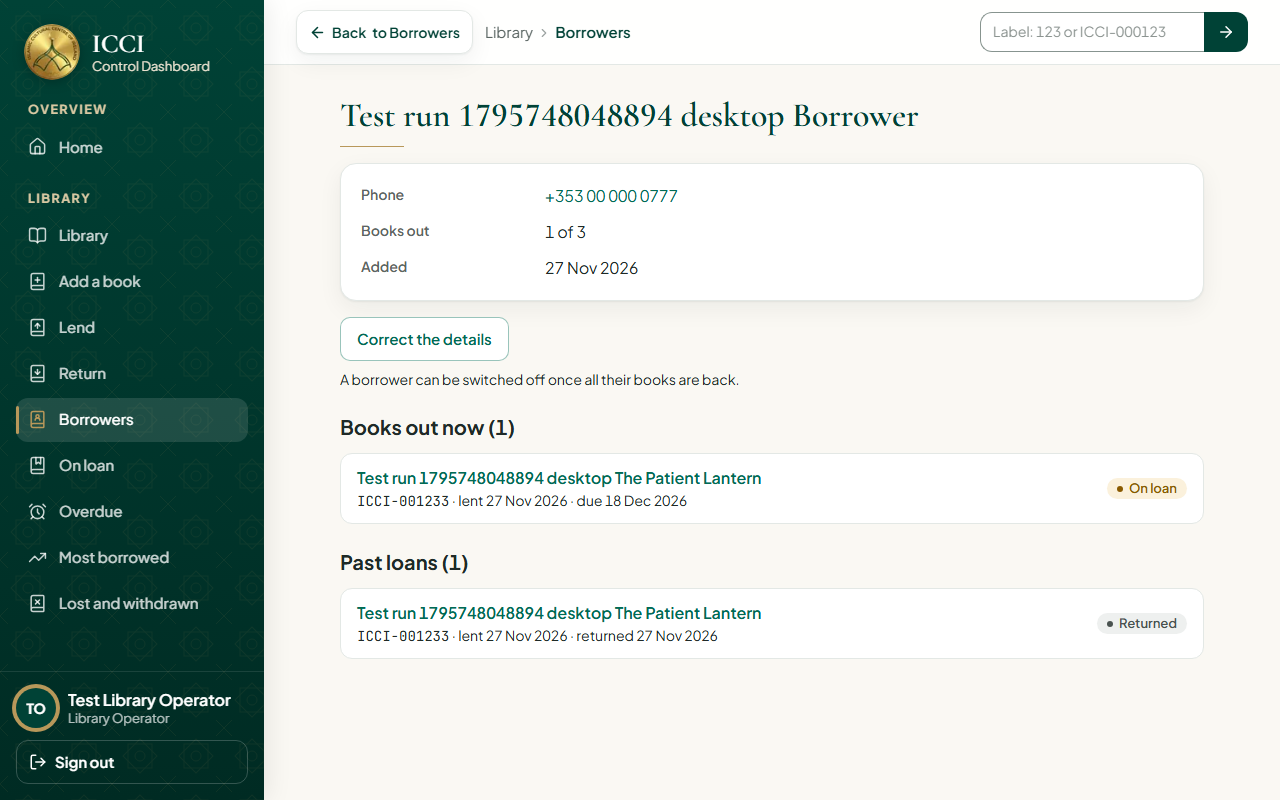 ICCI
Control Dashboard
OVERVIEW
Home
LIBRARY
Library
Add a book
Lend
Return
Borrowers
On loan
Overdue
Most borrowed
Lost and withdrawn
TO
Test Library Operator
Library Operator
Sign out
Back to Borrowers
Library › Borrowers
Label: 123 or ICCI-000123
Test run 1795748048894 desktop Borrower
Phone +353 00 000 0777
Books out 1 of 3
Added 27 Nov 2026
Correct the details
A borrower can be switched off once all their books are back.
Books out now (1)
Test run 1795748048894 desktop The Patient Lantern
ICCI-001233 · lent 27 Nov 2026 · due 18 Dec 2026
On loan
Past loans (1)
Test run 1795748048894 desktop The Patient Lantern
ICCI-001233 · lent 27 Nov 2026 · returned 27 Nov 2026
Returned